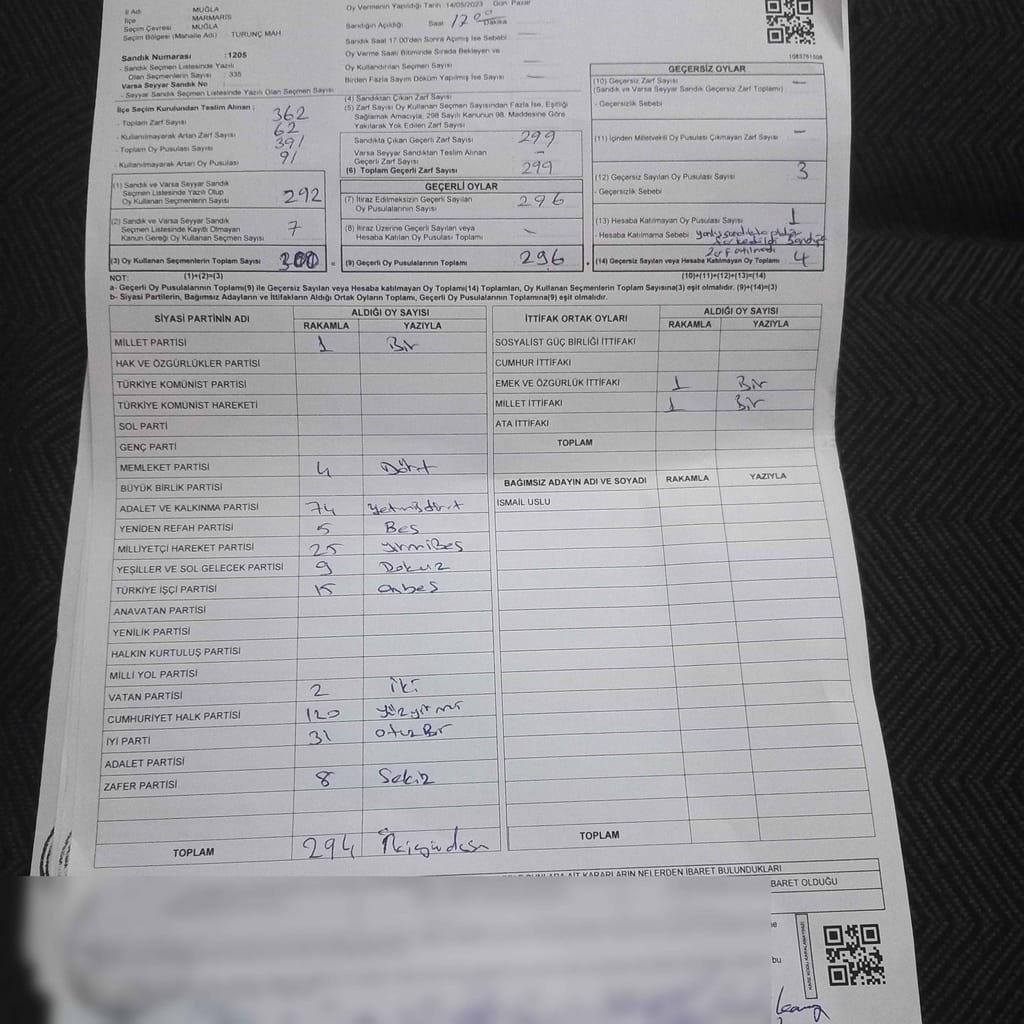 İl Adı : MUĞLA
İlçe : MARMARİS
Seçim Çevresi : MUĞLA
Seçim Bölgesi (Mahalle Adı) : TURUNÇ MAH
Sandık Numarası : 1205
- Sandık Seçmen Listesinde Yazılı
Olan Seçmenlerin Sayısı : 335
Varsa Seyyar Sandık No :
- Seyyar Sandık Seçmen Listesinde Yazılı Olan Seçmen Sayısı
İlçe Seçim Kurulundan Teslim Alınan ;
- Toplam Zarf Sayısı 362
- Kullanılmayarak Artan Zarf Sayısı 62
- Toplam Oy Pusulası Sayısı 391
- Kullanılmayarak Artan Oy Pusulası 91
(1) Sandık ve Varsa Seyyar Sandık
Seçmen Listesinde Yazılı Olup
Oy Kullanan Seçmenlerin Sayısı 292
(2) Sandık ve Varsa Seyyar Sandık
Seçmen Listesinde Kayıtlı Olmayan
Kanun Gereği Oy Kullanan Seçmen Sayısı 7
(3) Oy Kullanan Seçmenlerin Toplam Sayısı
Oy Vermenin Yapıldığı Tarih : 14/05/2023 Gün: Pazar
Sandığın Açıldığı Saat Dakika
Sandık Saat 17.00'den Sonra Açılmış İse Sebebi —
Oy Verme Saati Bitiminde Sırada Bekleyen ve
Oy Kullandırılan Seçmen Sayısı —
Birden Fazla Sayım Döküm Yapılmış İse Sayısı —
(4) Sandıktan Çıkan Zarf Sayısı
(5) Zarf Sayısı Oy Kullanan Seçmen Sayısından Fazla İse, Eşitliği
Sağlamak Amacıyla; 298 Sayılı Kanunun 98. Maddesine Göre
Yakılarak Yok Edilen Zarf Sayısı
Sandıkta Çıkan Geçerli Zarf Sayısı 299
Varsa Seyyar Sandıktan Teslim Alınan
Geçerli Zarf Sayısı —
(6) Toplam Geçerli Zarf Sayısı 299
GEÇERLİ OYLAR
(7) İtiraz Edilmeksizin Geçerli Sayılan
Oy Pusulalarının Sayısı 296
(8) İtiraz Üzerine Geçerli Sayılan veya
Hesaba Katılan Oy Pusulası Toplamı -
= (9) Geçerli Oy Pusulalarının Toplamı 296
1083761508
GEÇERSİZ OYLAR
(10) Geçersiz Zarf Sayısı —
(Sandık ve Varsa Seyyar Sandık Geçersiz Zarf Toplamı)
- Geçersizlik Sebebi
(11) İçinden Milletvekili Oy Pusulası Çıkmayan Zarf Sayısı —
(12) Geçersiz Sayılan Oy Pusulası Sayısı 3
- Geçersizlik Sebebi
(13) Hesaba Katılmayan Oy Pusulası Sayısı 1
- Hesaba Katılmama Sebebi
+ (14) Geçersiz Sayılan veya Hesaba Katılmayan Oy Toplamı 4
NOT: (1)+(2)=(3) (10)+(11)+(12)+(13)=(14)
a- Geçerli Oy Pusulalarının Toplamı(9) ile Geçersiz Sayılan veya Hesaba katılmayan Oy Toplamı(14) Toplamları, Oy Kullanan Seçmenlerin Toplam Sayısına(3) eşit olmalıdır. (9)+(14)=(3)
b- Siyasi Partilerin, Bağımsız Adayların ve İttifakların Aldığı Ortak Oyların Toplamı, Geçerli Oy Pusulalarının Toplamına(9) eşit olmalıdır.
SİYASİ PARTİNİN ADI ALDIĞI OY SAYISI
RAKAMLA YAZIYLA
MİLLET PARTİSİ 1 Bir
HAK VE ÖZGÜRLÜKLER PARTİSİ
TÜRKİYE KOMÜNİST PARTİSİ
TÜRKİYE KOMÜNİST HAREKETİ
SOL PARTİ
GENÇ PARTİ
MEMLEKET PARTİSİ 4 Dört
BÜYÜK BİRLİK PARTİSİ
ADALET VE KALKINMA PARTİSİ 74 Yetmişdört
YENİDEN REFAH PARTİSİ 5 Beş
MİLLİYETÇİ HAREKET PARTİSİ 25 yirmiBeş
YEŞİLLER VE SOL GELECEK PARTİSİ 9 Dokuz
TÜRKİYE İŞÇİ PARTİSİ 15 onbeş
ANAVATAN PARTİSİ
YENİLİK PARTİSİ
HALKIN KURTULUŞ PARTİSİ
MİLLİ YOL PARTİSİ
VATAN PARTİSİ 2 iki
CUMHURİYET HALK PARTİSİ 120 yüzyirmi
İYİ PARTİ 31 otuzBir
ADALET PARTİSİ
ZAFER PARTİSİ 8 Sekiz
TOPLAM 294
İTTİFAK ORTAK OYLARI ALDIĞI OY SAYISI
RAKAMLA YAZIYLA
SOSYALİST GÜÇ BİRLİĞİ İTTİFAKI
CUMHUR İTTİFAKI
EMEK VE ÖZGÜRLÜK İTTİFAKI 1 Bir
MİLLET İTTİFAKI 1 Bir
ATA İTTİFAKI
TOPLAM
BAĞIMSIZ ADAYIN ADI VE SOYADI RAKAMLA YAZIYLA
İSMAİL USLU
TOPLAM
KARARLARIN NELERDEN İBARET BULUNDUKLARI
BARET OLDUĞU
bu